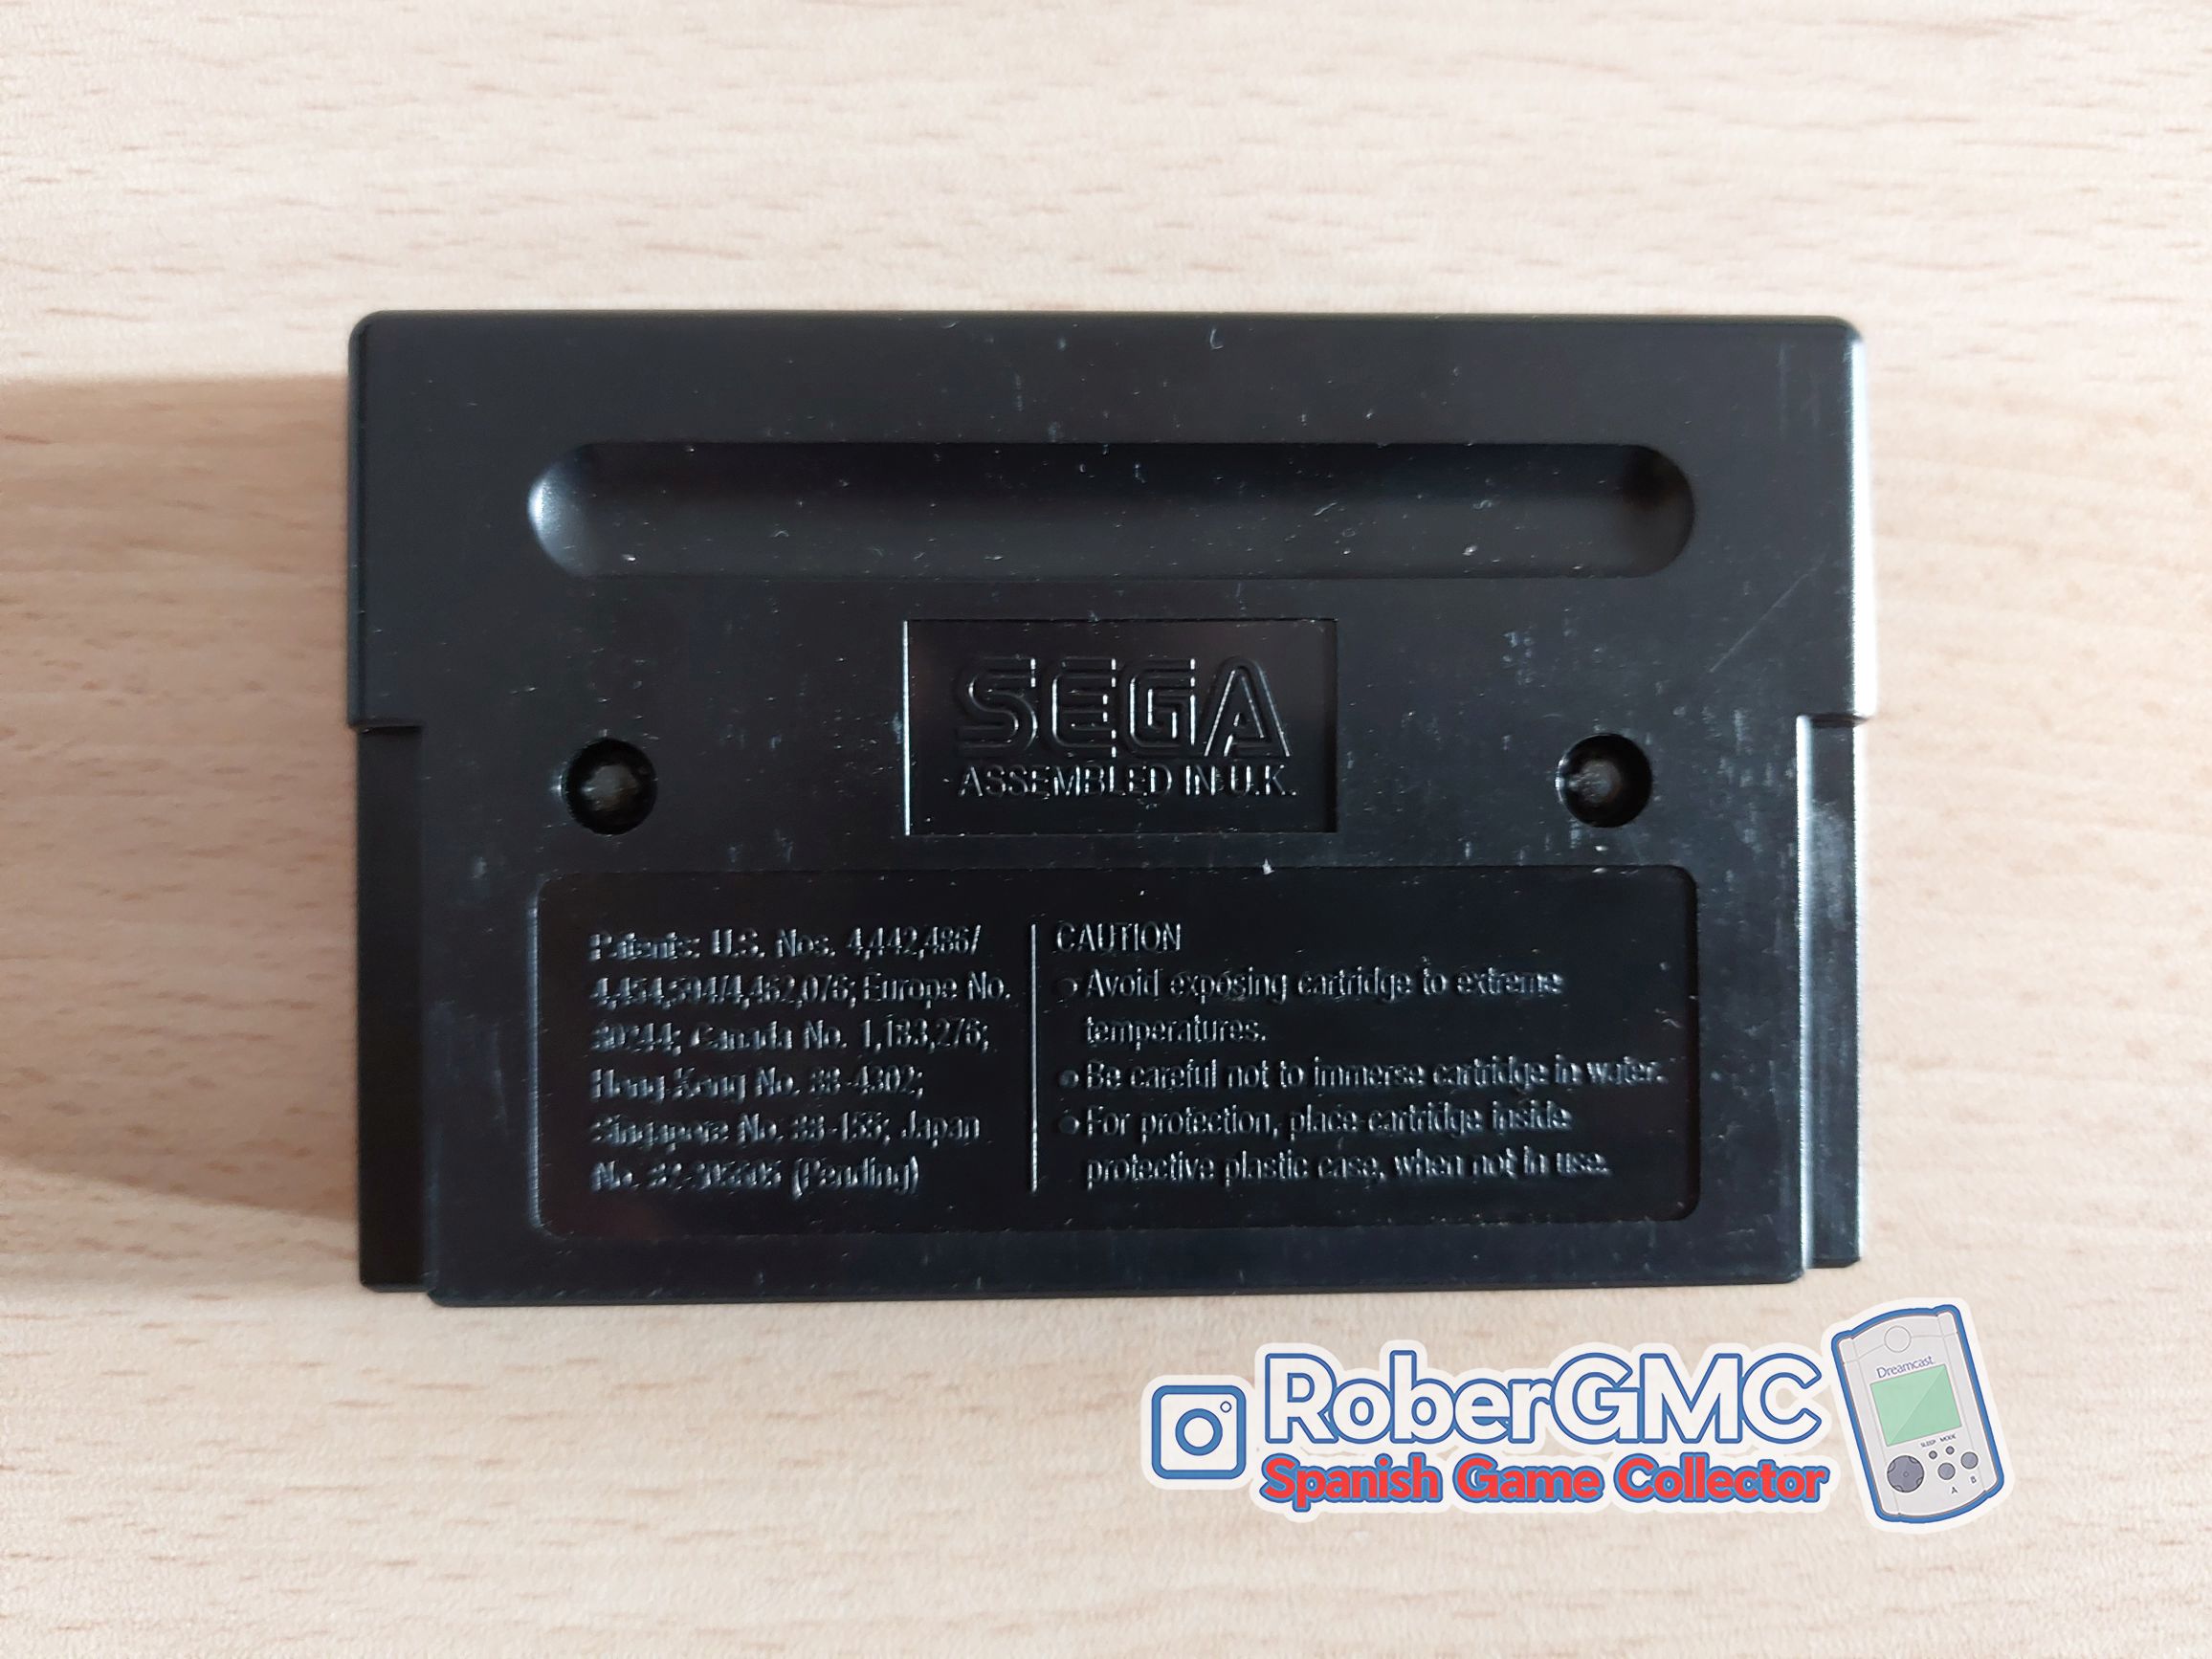 SEGA
ASSEMBLED IN U.K.
Patents: U.S. Nos. 4,442,486/
4,454,594/4,462,076; Europe No.
80244; Canada No. 1,183,276;
Hong Kong No. 88-4302;
Singapore No. 88-155; Japan
No. (Pending)
CAUTION
• Avoid exposing cartridge to extreme
temperatures.
• Be careful not to immerse cartridge in water.
• For protection, place cartridge inside
protective plastic case, when not in use.
RoberGMC
Spanish Game Collector
Dreamcast
SLEEP MODE
A B